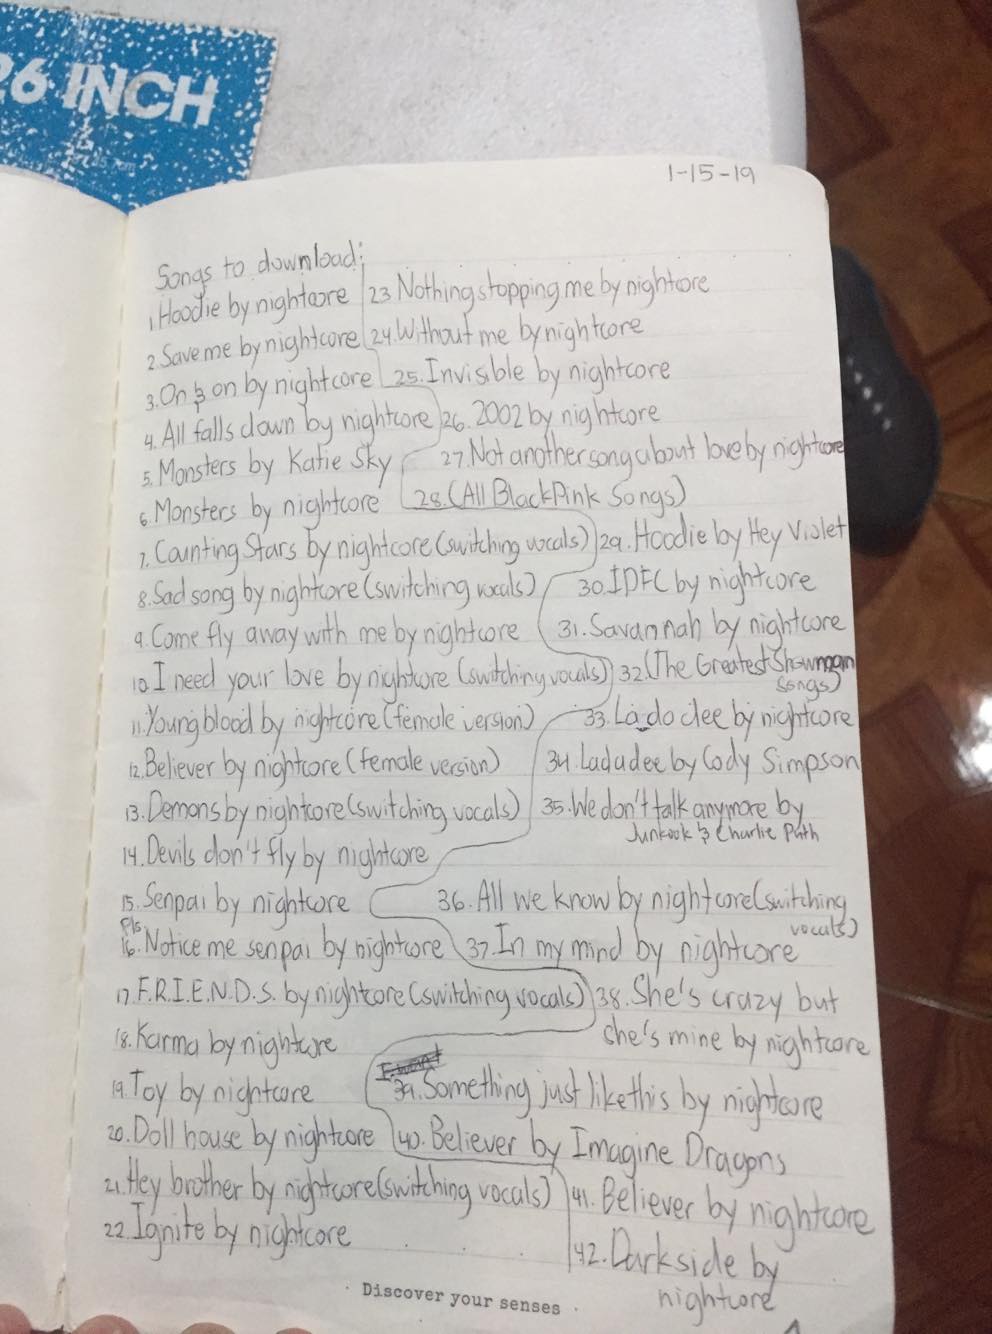 26 INCH
1-15-19
Songs to download:
1. Hoodie by nightcore
2. Save me by nightcore
3. On & on by nightcore
4. All falls down by nightcore
5. Monsters by Katie Sky
6. Monsters by nightcore
7. Counting Stars by nightcore (switching vocals)
8. Sad song by nightcore (switching vocals)
9. Come fly away with me by nightcore
10. I need your love by nightcore (switching vocals)
11. Young blood by nightcore (female version)
12. Believer by nightcore (female version)
13. Demons by nightcore (switching vocals)
14. Devils don't fly by nightcore
15. Senpai by nightcore
Pls
16. Notice me senpai by nightcore
17. F.R.I.E.N.D.S. by nightcore (switching vocals)
18. Karma by nightcore
19. Toy by nightcore
20. Doll house by nightcore
21. Hey brother by nightcore (switching vocals)
22. Ignite by nightcore
23 Nothing stopping me by nightcore
24. Without me by nightcore
25. Invisible by nightcore
26. 2002 by nightcore
27. Not another song about love by nightcore
28. (All BlackPink Songs)
29. Hoodie by Hey Violet
30. IDFC by nightcore
31. Savannah by nightcore
32. (The Greatest Showman
songs)
33. La do dee by nightcore
34. Ladadee by Cody Simpson
35. We don't talk anymore by
Junkook & Charlie Puth
36. All we know by nightcore (switching
vocals)
37. In my mind by nightcore
38. She's crazy but
she's mine by nightcore
39. Something just like this by nightcore
40. Believer by Imagine Dragons
41. Believer by nightcore
42. Darkside by
nightcore
· Discover your senses ·